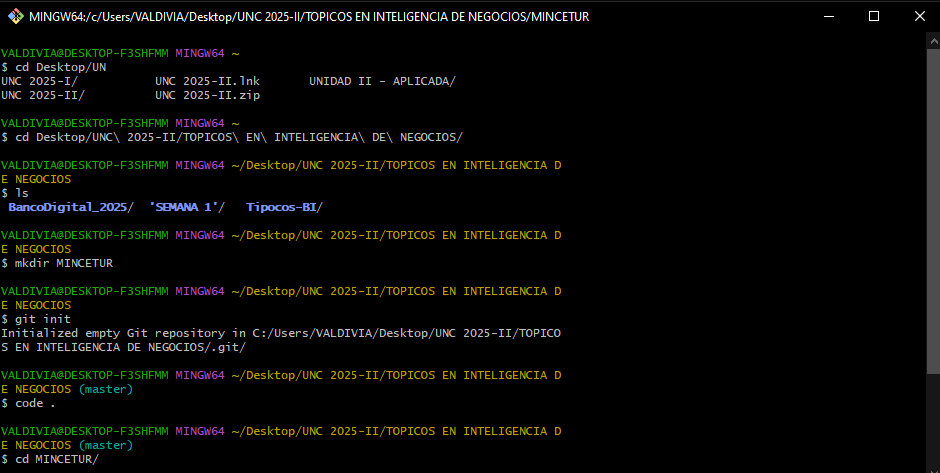 MINGW64:/c/Users/VALDIVIA/Desktop/UNC 2025-II/TOPICOS EN INTELIGENCIA DE NEGOCIOS/MINCETUR
VALDIVIA@DESKTOP-F3SHFMM MINGW64 ~
$ cd Desktop/UN
UNC 2025-I/ UNC 2025-II.lnk UNIDAD II - APLICADA/
UNC 2025-II/ UNC 2025-II.zip
VALDIVIA@DESKTOP-F3SHFMM MINGW64 ~
$ cd Desktop/UNC\ 2025-II/TOPICOS\ EN\ INTELIGENCIA\ DE\ NEGOCIOS/
VALDIVIA@DESKTOP-F3SHFMM MINGW64 ~/Desktop/UNC 2025-II/TOPICOS EN INTELIGENCIA D
E NEGOCIOS
$ ls
BancoDigital_2025/ 'SEMANA 1'/ Tipocos-BI/
VALDIVIA@DESKTOP-F3SHFMM MINGW64 ~/Desktop/UNC 2025-II/TOPICOS EN INTELIGENCIA D
E NEGOCIOS
$ mkdir MINCETUR
VALDIVIA@DESKTOP-F3SHFMM MINGW64 ~/Desktop/UNC 2025-II/TOPICOS EN INTELIGENCIA D
E NEGOCIOS
$ git init
Initialized empty Git repository in C:/Users/VALDIVIA/Desktop/UNC 2025-II/TOPICO
S EN INTELIGENCIA DE NEGOCIOS/.git/
VALDIVIA@DESKTOP-F3SHFMM MINGW64 ~/Desktop/UNC 2025-II/TOPICOS EN INTELIGENCIA D
E NEGOCIOS (master)
$ code .
VALDIVIA@DESKTOP-F3SHFMM MINGW64 ~/Desktop/UNC 2025-II/TOPICOS EN INTELIGENCIA D
E NEGOCIOS (master)
$ cd MINCETUR/